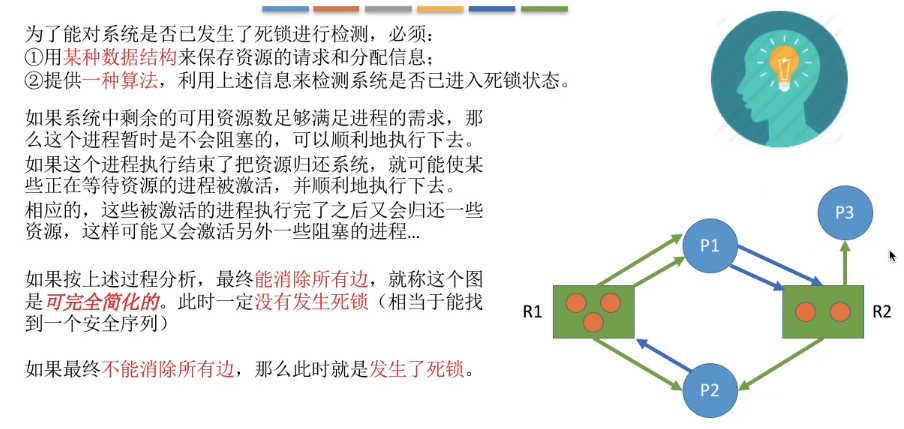 为了能对系统是否已发生了死锁进行检测，必须：
①用某种数据结构来保存资源的请求和分配信息；
②提供一种算法，利用上述信息来检测系统是否已进入死锁状态。
如果系统中剩余的可用资源数足够满足进程的需求，那
么这个进程暂时是不会阻塞的，可以顺利地执行下去。
如果这个进程执行结束了把资源归还系统，就可能使某
些正在等待资源的进程被激活，并顺利地执行下去。
相应的，这些被激活的进程执行完了之后又会归还一些
资源，这样可能又会激活另外一些阻塞的进程...
如果按上述过程分析，最终能消除所有边，就称这个图
是可完全简化的。此时一定没有发生死锁（相当于能找
到一个安全序列）
如果最终不能消除所有边，那么此时就是发生了死锁。
P3
P1
R1
R2
P2